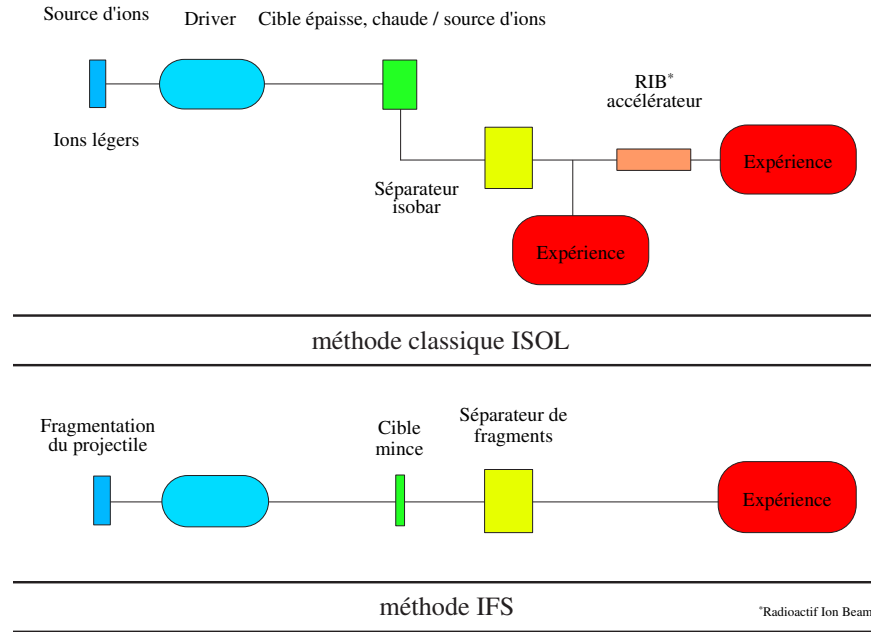 Source d'ions
Driver
Cible épaisse, chaude / source d'ions
Ions légers
RIB*
accélérateur
Séparateur
isobar
Expérience
Expérience
méthode classique ISOL
Fragmentation
du projectile
Cible
mince
Séparateur de
fragments
Expérience
méthode IFS
*Radioactif Ion Beam